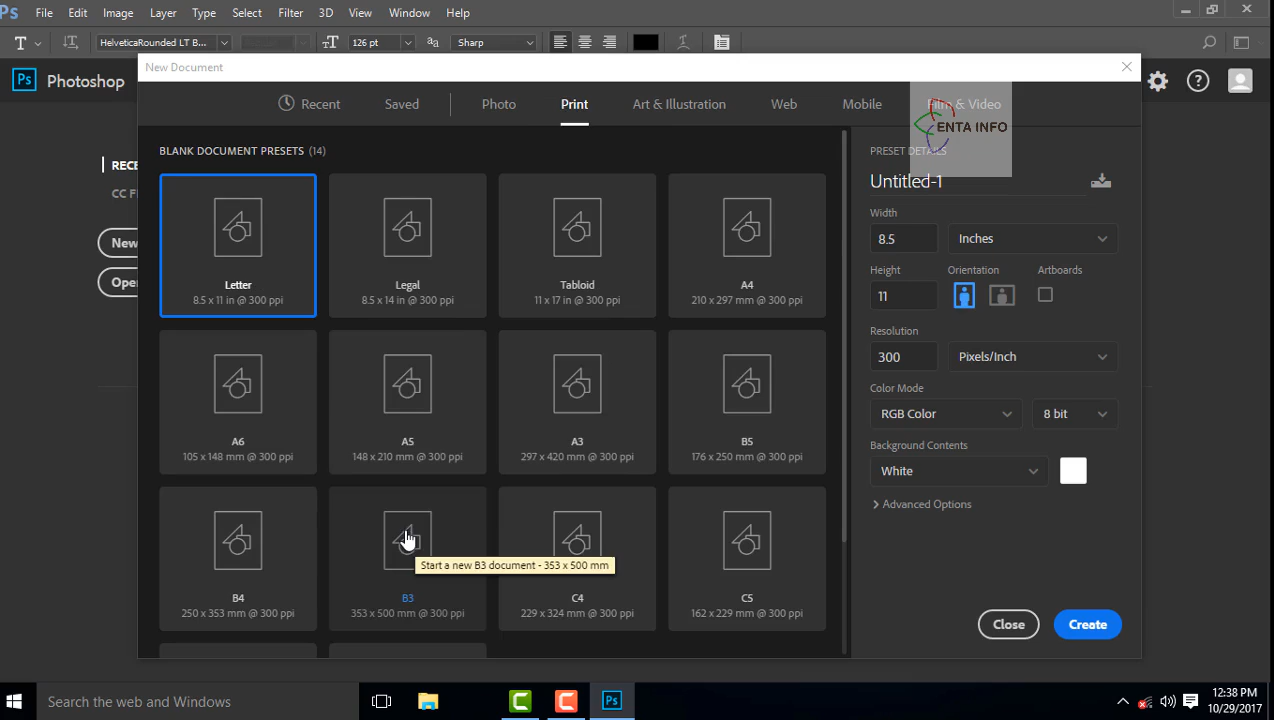 Ps File Edit Image Layer Type Select Filter 3D View Window Help
T T HelveticaRounded LT B... 126 pt aa Sharp
New Document
Ps Photoshop
Recent Saved Photo Print Art & Illustration Web Mobile Film & Video
ENTA INFO
BLANK DOCUMENT PRESETS (14)
PRESET DETAILS
RECE
CC F
New
Ope
Untitled-1
Width
8.5 Inches
Height Orientation Artboards
11
Resolution
300 Pixels/Inch
Color Mode
RGB Color 8 bit
Background Contents
White
Advanced Options
Close Create
Letter
8.5 x 11 in @ 300 ppi
Legal
8.5 x 14 in @ 300 ppi
Tabloid
11 x 17 in @ 300 ppi
A4
210 x 297 mm @ 300 ppi
A6
105 x 148 mm @ 300 ppi
A5
148 x 210 mm @ 300 ppi
A3
297 x 420 mm @ 300 ppi
B5
176 x 250 mm @ 300 ppi
B4
250 x 353 mm @ 300 ppi
Start a new B3 document - 353 x 500 mm
B3
353 x 500 mm @ 300 ppi
C4
229 x 324 mm @ 300 ppi
C5
162 x 229 mm @ 300 ppi
Search the web and Windows
Ps
12:38 PM
10/29/2017